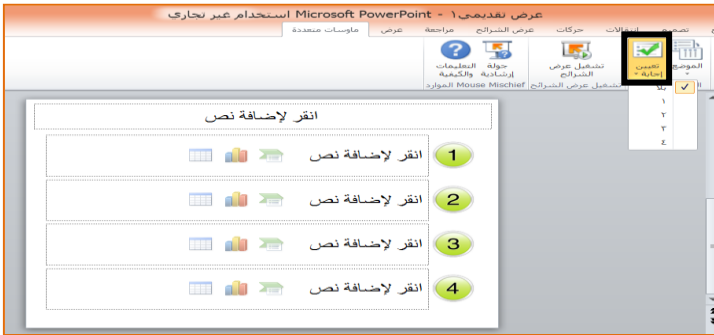 عرض تقديمي١ - Microsoft PowerPoint استخدام غير تجاري
تصميم انتقالات حركات عرض الشرائح مراجعة عرض ماوسات متعددة
الموضع تعيين إجابة تشغيل عرض الشرائح جولة إرشادية التعليمات والكيفية
تشغيل عرض الشرائح Mouse Mischief الموارد
بلا
١
٢
٣
٤
انقر لإضافة نص
1 انقر لإضافة نص
2 انقر لإضافة نص
3 انقر لإضافة نص
4 انقر لإضافة نص